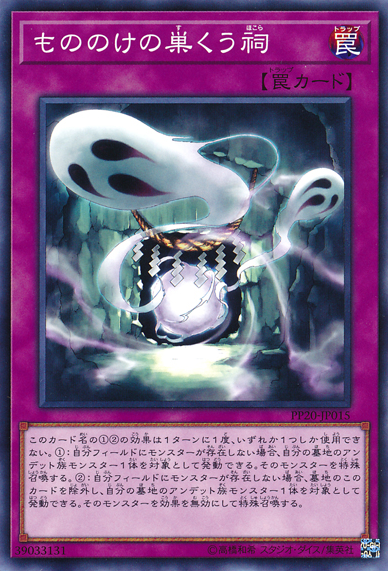 もののけの巣くう祠
【罠カード】
PP20-JP015
このカード名の①②の効果は1ターンに1度、いずれか1つしか使用で
きない。①：自分フィールドにモンスターが存在しない場合、自分の墓地のアン
デット族モンスター1体を対象として発動できる。そのモンスターを特殊
召喚する。②：自分フィールドにモンスターが存在しない場合、墓地のこの
カードを除外し、自分の墓地のアンデット族モンスター1体を対象として
発動できる。そのモンスターを効果を無効にして特殊召喚する。
39033131
©高橋和希 スタジオ・ダイス/集英社